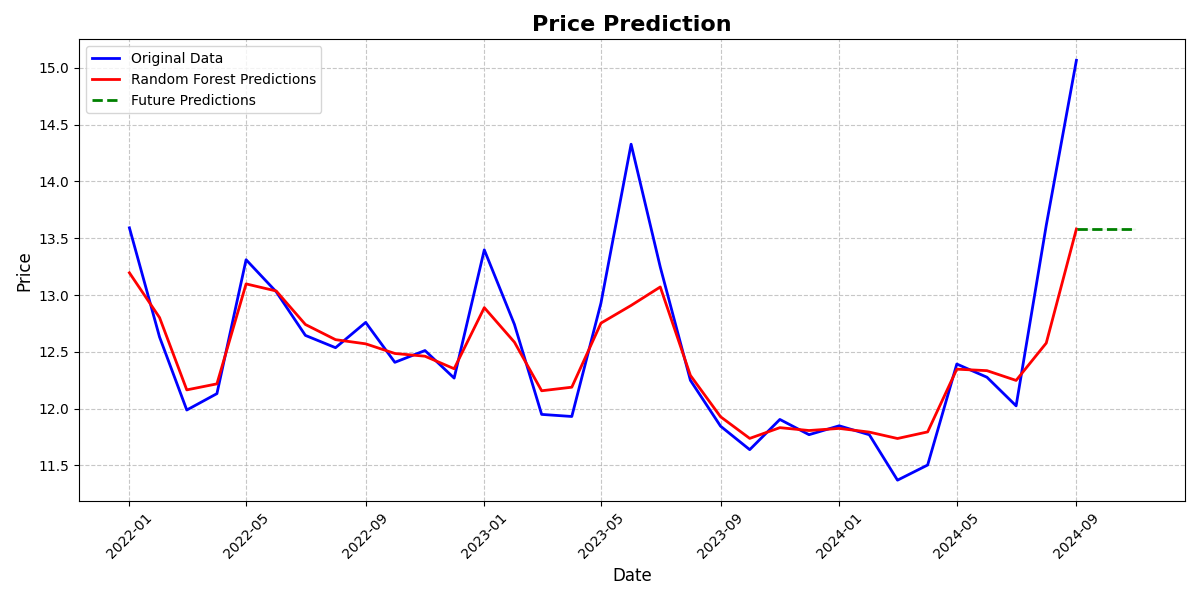 Price Prediction
Original Data
Random Forest Predictions
Future Predictions
15.0
14.5
14.0
13.5
13.0
12.5
12.0
11.5
Price
2022-01
2022-05
2022-09
2023-01
2023-05
2023-09
2024-01
2024-05
2024-09
Date